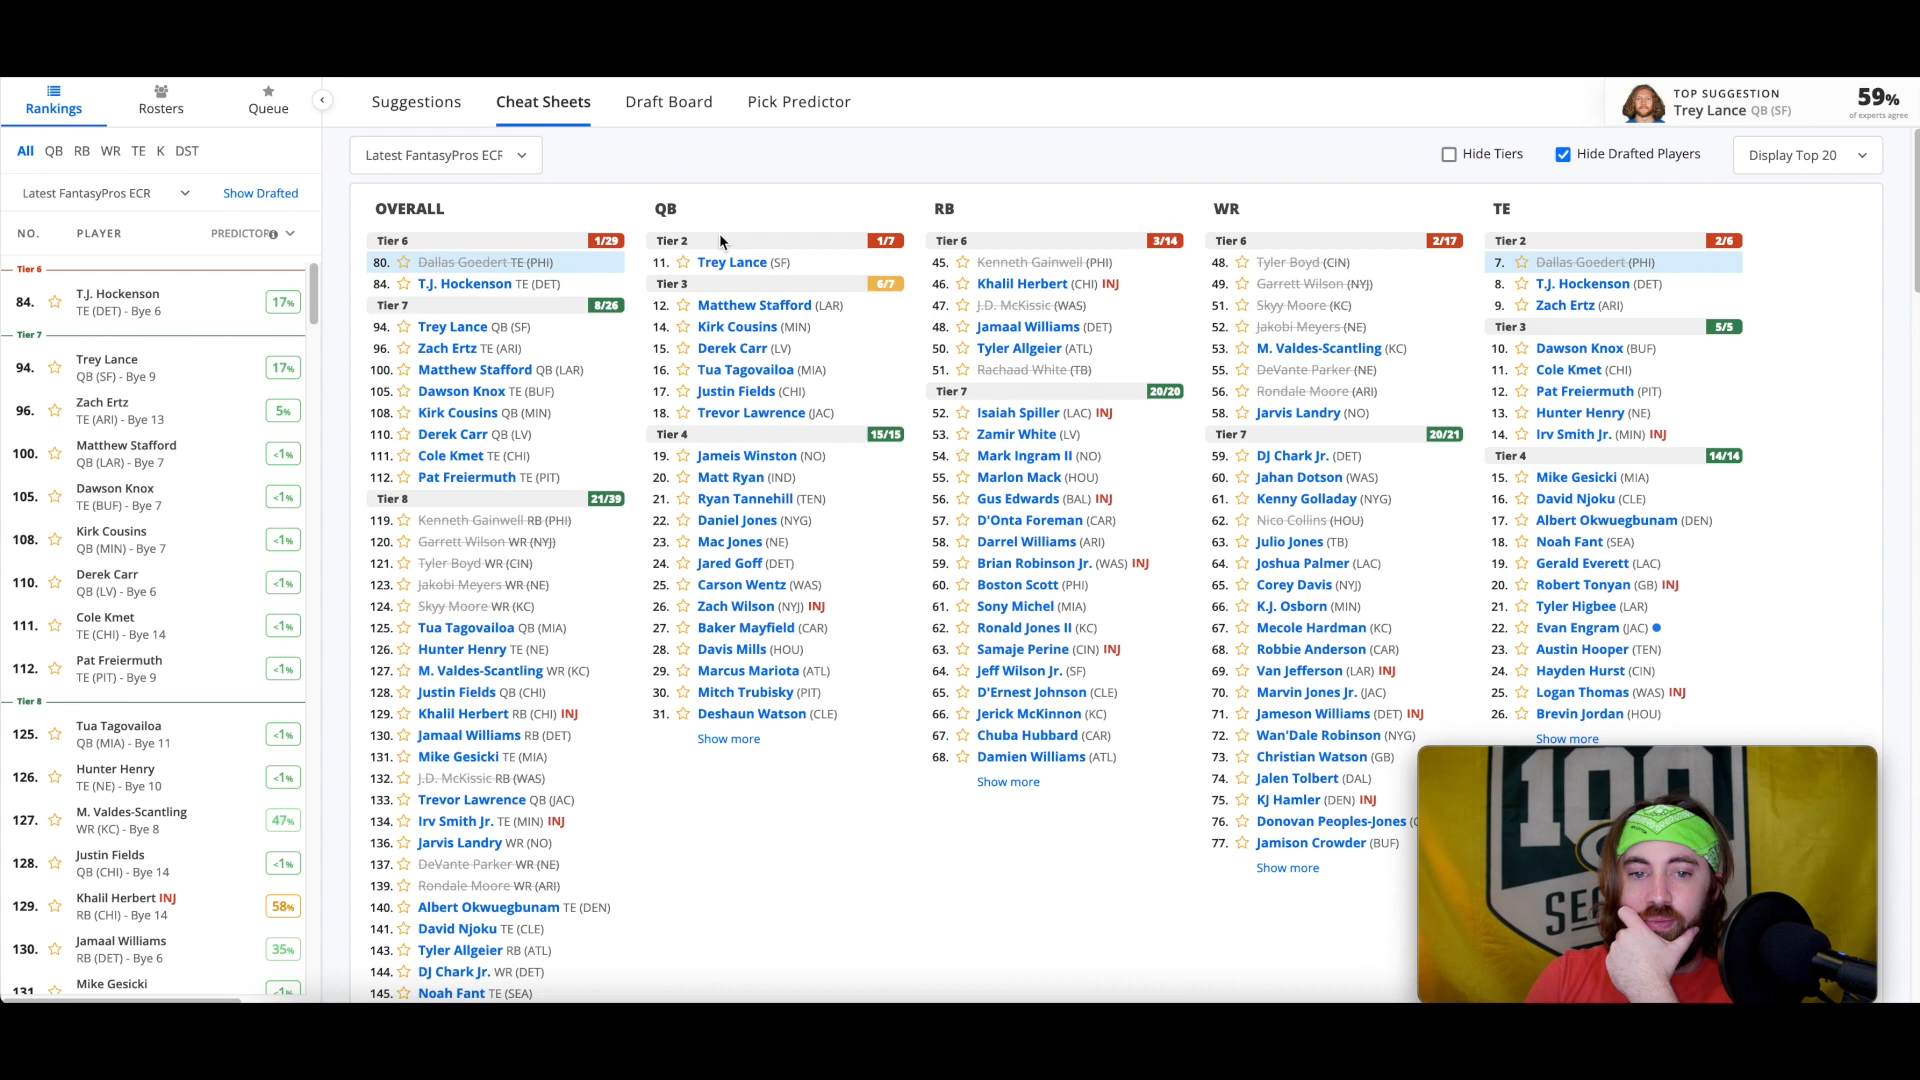 Rankings
Rosters
Queue
Suggestions
Cheat Sheets
Draft Board
Pick Predictor
TOP SUGGESTION
Trey Lance QB (SF)
59%
of experts agree
All QB RB WR TE K DST
Latest FantasyPros ECR
Show Drafted
NO. PLAYER PREDICTOR
Tier 6
84. T.J. Hockenson 17%
TE (DET) - Bye 6
Tier 7
94. Trey Lance 17%
QB (SF) - Bye 9
96. Zach Ertz 5%
TE (ARI) - Bye 13
100. Matthew Stafford <1%
QB (LAR) - Bye 7
105. Dawson Knox <1%
TE (BUF) - Bye 7
108. Kirk Cousins <1%
QB (MIN) - Bye 7
110. Derek Carr <1%
QB (LV) - Bye 6
111. Cole Kmet <1%
TE (CHI) - Bye 14
112. Pat Freiermuth <1%
TE (PIT) - Bye 9
Tier 8
125. Tua Tagovailoa <1%
QB (MIA) - Bye 11
126. Hunter Henry <1%
TE (NE) - Bye 10
127. M. Valdes-Scantling 47%
WR (KC) - Bye 8
128. Justin Fields <1%
QB (CHI) - Bye 14
129. Khalil Herbert INJ 58%
RB (CHI) - Bye 14
130. Jamaal Williams 35%
RB (DET) - Bye 6
131. Mike Gesicki <1%
Latest FantasyPros ECR
Hide Tiers
Hide Drafted Players
Display Top 20
OVERALL
Tier 6 1/29
80. Dallas Goedert TE (PHI)
84. T.J. Hockenson TE (DET)
Tier 7 8/26
94. Trey Lance QB (SF)
96. Zach Ertz TE (ARI)
100. Matthew Stafford QB (LAR)
105. Dawson Knox TE (BUF)
108. Kirk Cousins QB (MIN)
110. Derek Carr QB (LV)
111. Cole Kmet TE (CHI)
112. Pat Freiermuth TE (PIT)
Tier 8 21/39
119. Kenneth Gainwell RB (PHI)
120. Garrett Wilson WR (NYJ)
121. Tyler Boyd WR (CIN)
123. Jakobi Meyers WR (NE)
124. Skyy Moore WR (KC)
125. Tua Tagovailoa QB (MIA)
126. Hunter Henry TE (NE)
127. M. Valdes-Scantling WR (KC)
128. Justin Fields QB (CHI)
129. Khalil Herbert RB (CHI) INJ
130. Jamaal Williams RB (DET)
131. Mike Gesicki TE (MIA)
132. J.D. McKissic RB (WAS)
133. Trevor Lawrence QB (JAC)
134. Irv Smith Jr. TE (MIN) INJ
136. Jarvis Landry WR (NO)
137. DeVante Parker WR (NE)
139. Rondale Moore WR (ARI)
140. Albert Okwuegbunam TE (DEN)
141. David Njoku TE (CLE)
143. Tyler Allgeier RB (ATL)
144. DJ Chark Jr. WR (DET)
145. Noah Fant TE (SEA)
QB
Tier 2 1/7
11. Trey Lance (SF)
Tier 3 6/7
12. Matthew Stafford (LAR)
14. Kirk Cousins (MIN)
15. Derek Carr (LV)
16. Tua Tagovailoa (MIA)
17. Justin Fields (CHI)
18. Trevor Lawrence (JAC)
Tier 4 15/15
19. Jameis Winston (NO)
20. Matt Ryan (IND)
21. Ryan Tannehill (TEN)
22. Daniel Jones (NYG)
23. Mac Jones (NE)
24. Jared Goff (DET)
25. Carson Wentz (WAS)
26. Zach Wilson (NYJ) INJ
27. Baker Mayfield (CAR)
28. Davis Mills (HOU)
29. Marcus Mariota (ATL)
30. Mitch Trubisky (PIT)
31. Deshaun Watson (CLE)
Show more
RB
Tier 6 3/14
45. Kenneth Gainwell (PHI)
46. Khalil Herbert (CHI) INJ
47. J.D. McKissic (WAS)
48. Jamaal Williams (DET)
50. Tyler Allgeier (ATL)
51. Rachaad White (TB)
Tier 7 20/20
52. Isaiah Spiller (LAC) INJ
53. Zamir White (LV)
54. Mark Ingram II (NO)
55. Marlon Mack (HOU)
56. Gus Edwards (BAL) INJ
57. D'Onta Foreman (CAR)
58. Darrel Williams (ARI)
59. Brian Robinson Jr. (WAS) INJ
60. Boston Scott (PHI)
61. Sony Michel (MIA)
62. Ronald Jones II (KC)
63. Samaje Perine (CIN) INJ
64. Jeff Wilson Jr. (SF)
65. D'Ernest Johnson (CLE)
66. Jerick McKinnon (KC)
67. Chuba Hubbard (CAR)
68. Damien Williams (ATL)
Show more
WR
Tier 6 2/17
48. Tyler Boyd (CIN)
49. Garrett Wilson (NYJ)
51. Skyy Moore (KC)
52. Jakobi Meyers (NE)
53. M. Valdes-Scantling (KC)
55. DeVante Parker (NE)
56. Rondale Moore (ARI)
58. Jarvis Landry (NO)
Tier 7 20/21
59. DJ Chark Jr. (DET)
60. Jahan Dotson (WAS)
61. Kenny Golladay (NYG)
62. Nico Collins (HOU)
63. Julio Jones (TB)
64. Joshua Palmer (LAC)
65. Corey Davis (NYJ)
66. K.J. Osborn (MIN)
67. Mecole Hardman (KC)
68. Robbie Anderson (CAR)
69. Van Jefferson (LAR) INJ
70. Marvin Jones Jr. (JAC)
71. Jameson Williams (DET) INJ
72. Wan'Dale Robinson (NYG)
73. Christian Watson (GB)
74. Jalen Tolbert (DAL)
75. KJ Hamler (DEN) INJ
76. Donovan Peoples-Jones (C
77. Jamison Crowder (BUF)
Show more
TE
Tier 2 2/6
7. Dallas Goedert (PHI)
8. T.J. Hockenson (DET)
9. Zach Ertz (ARI)
Tier 3 5/5
10. Dawson Knox (BUF)
11. Cole Kmet (CHI)
12. Pat Freiermuth (PIT)
13. Hunter Henry (NE)
14. Irv Smith Jr. (MIN) INJ
Tier 4 14/14
15. Mike Gesicki (MIA)
16. David Njoku (CLE)
17. Albert Okwuegbunam (DEN)
18. Noah Fant (SEA)
19. Gerald Everett (LAC)
20. Robert Tonyan (GB) INJ
21. Tyler Higbee (LAR)
22. Evan Engram (JAC)
23. Austin Hooper (TEN)
24. Hayden Hurst (CIN)
25. Logan Thomas (WAS) INJ
26. Brevin Jordan (HOU)
Show more
100
SE